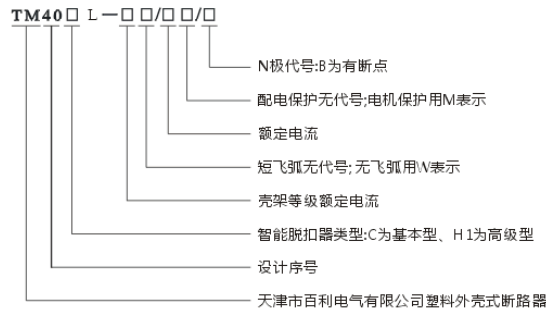 TM40□L—□□/□□/□
N极代号:B为有断点
配电保护无代号;电机保护用M表示
额定电流
短飞弧无代号; 无飞弧用W表示
壳架等级额定电流
智能脱扣器类型:C为基本型、H1为高级型
设计序号
天津市百利电气有限公司塑料外壳式断路器